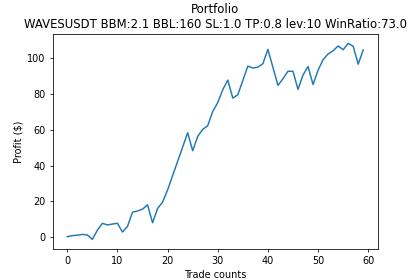 Portfolio
WAVESUSDT BBM:2.1 BBL:160 SL:1.0 TP:0.8 lev:10 WinRatio:73.0
100
80
60
40
20
0
Profit ($)
0 10 20 30 40 50 60
Trade counts